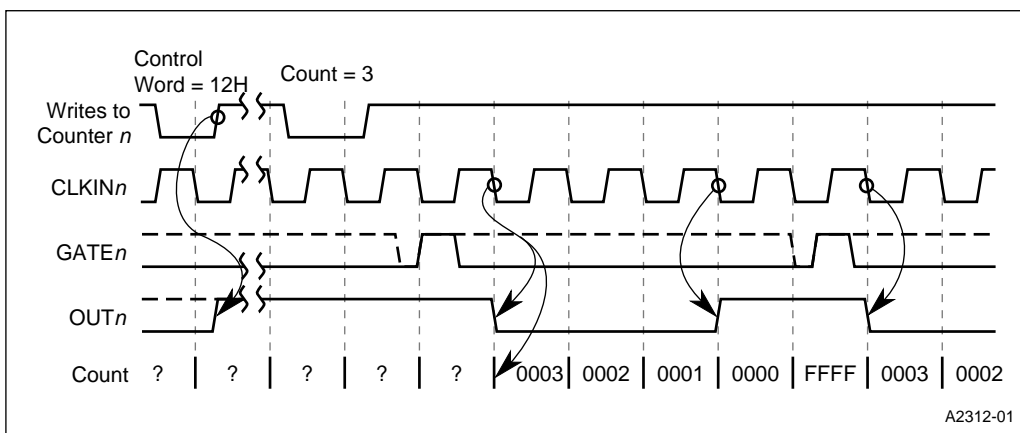 Control
Word = 12H
Count = 3
Writes to
Counter n
CLKINn
GATEn
OUTn
Count ? ? ? ? ? 0003 0002 0001 0000 FFFF 0003 0002
A2312-01